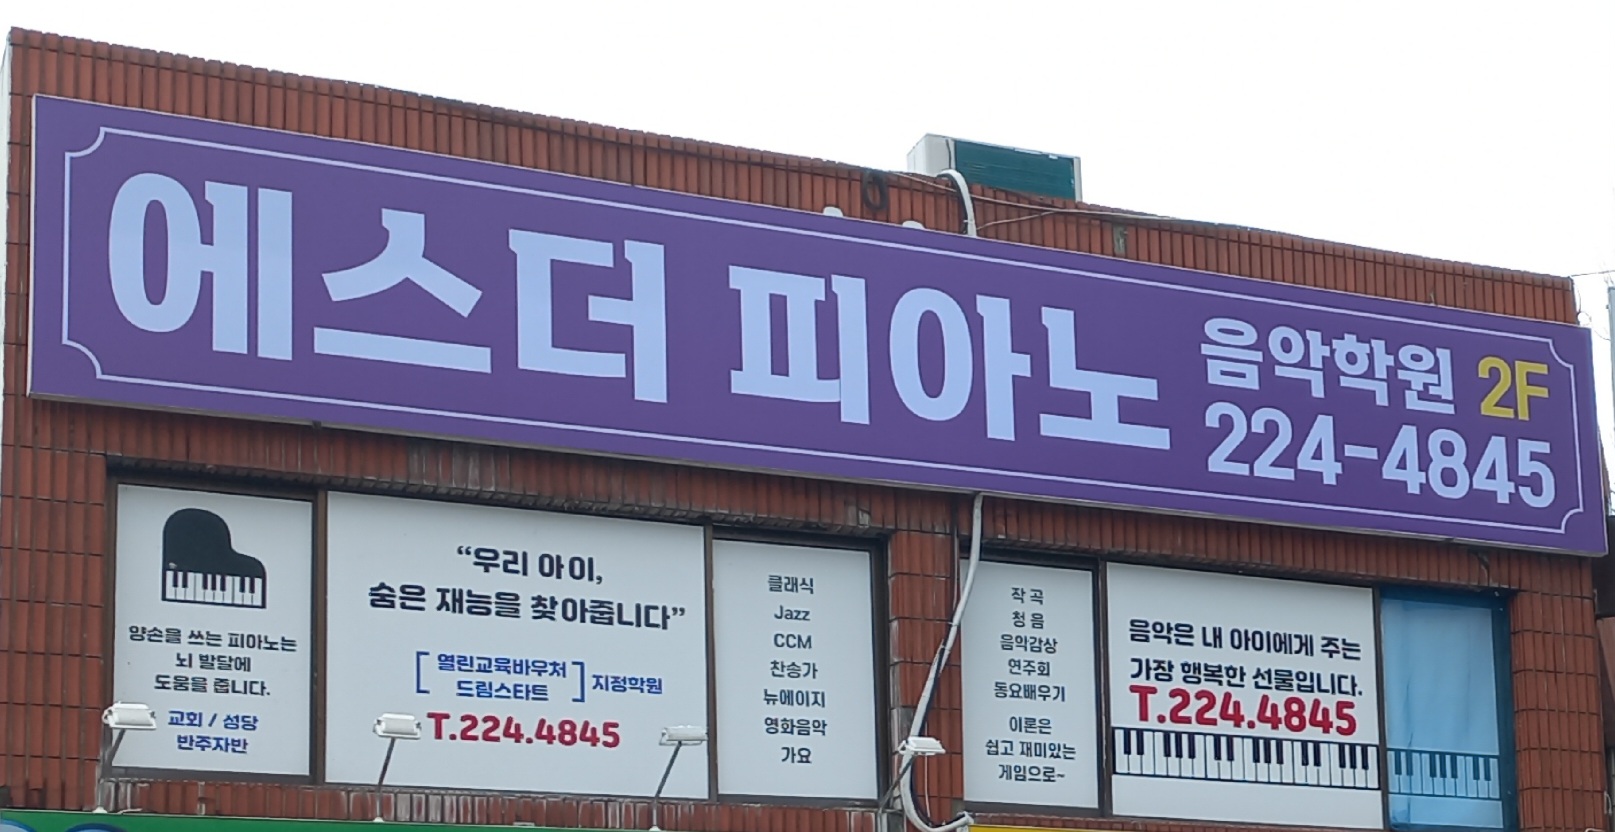 에스더 피아노
음악학원 2F
224-4845
양손을 쓰는 피아노는
뇌 발달에
도움을 줍니다.
교회 / 성당
반주자반
“우리 아이,
숨은 재능을 찾아줍니다”
[열린교육바우처
드림스타트] 지정학원
T.224.4845
클래식
Jazz
CCM
찬송가
뉴에이지
영화음악
가요
작곡
청음
음악감상
연주회
동요배우기
이론은
쉽고 재미있는
게임으로~
음악은 내 아이에게 주는
가장 행복한 선물입니다.
T.224.4845